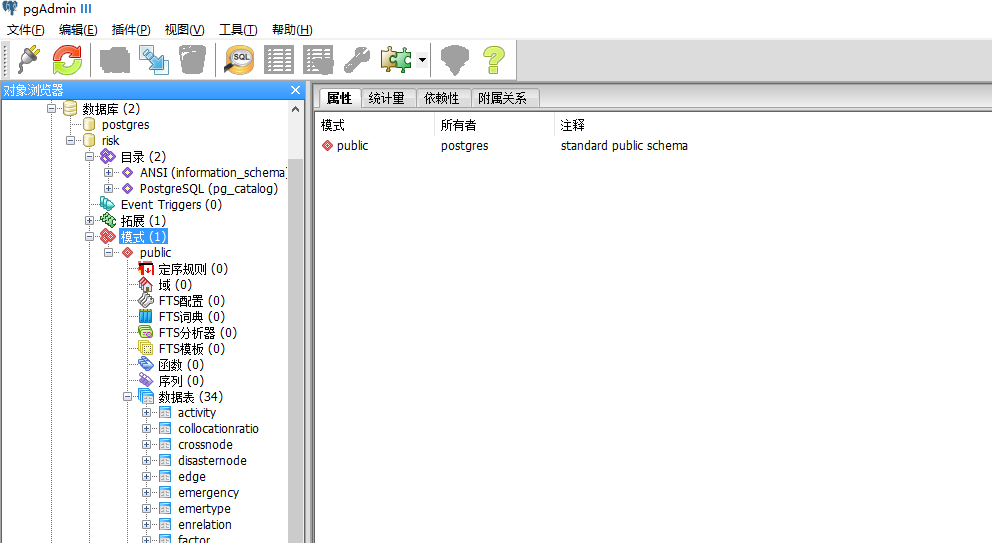 pgAdmin III
文件(F) 编辑(E) 插件(P) 视图(V) 工具(T) 帮助(H)
SQL
对象浏览器
数据库 (2)
postgres
risk
目录 (2)
ANSI (information_schema)
PostgreSQL (pg_catalog)
Event Triggers (0)
拓展 (1)
模式 (1)
public
定序规则 (0)
域 (0)
FTS配置 (0)
FTS词典 (0)
FTS分析器 (0)
FTS模板 (0)
函数 (0)
序列 (0)
数据表 (34)
activity
collocationratio
crossnode
disasternode
edge
emergency
emertype
enrelation
factor
属性 统计量 依赖性 附属关系
模式 所有者 注释
public postgres standard public schema